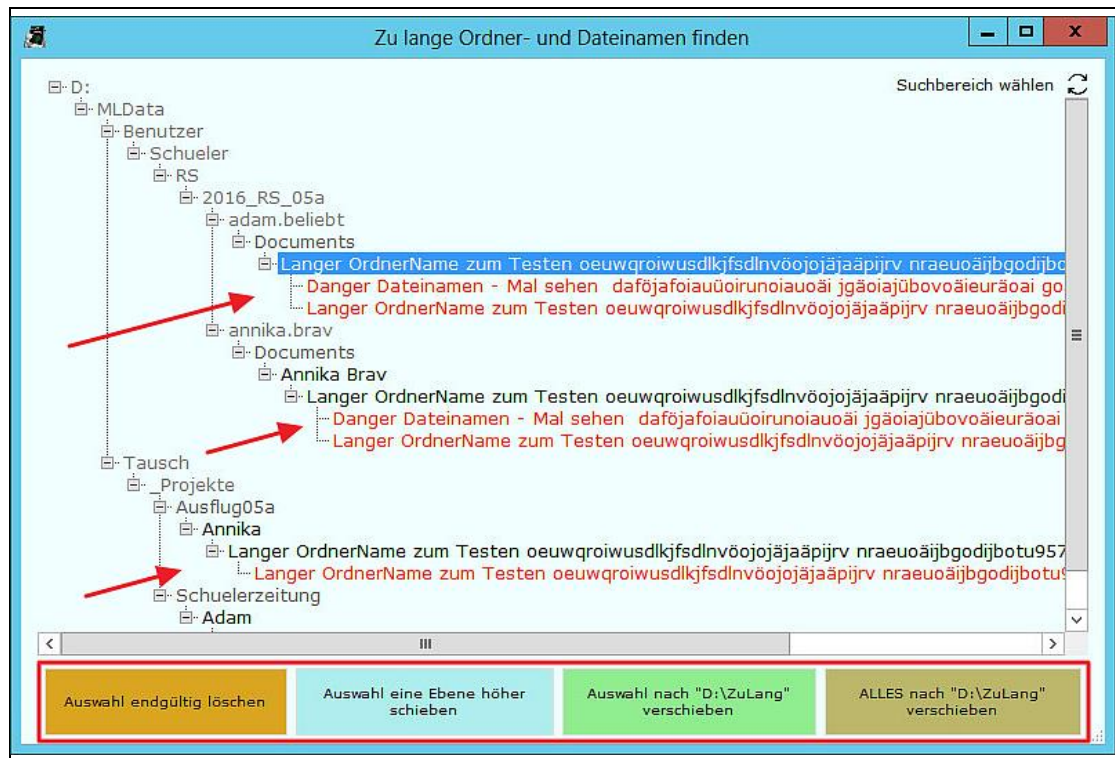 Zu lange Ordner- und Dateinamen finden
Suchbereich wählen
D:
MLData
Benutzer
Schueler
RS
2016_RS_05a
adam.beliebt
Documents
Langer OrdnerName zum Testen oeuwqroiwusdlkjfsdlnvöojojäjaäpijrv nraeuoäijbgodijbo
Danger Dateinamen - Mal sehen daföjafoiauüoirunoiauoäi jgäoiajübovoäieuräoai go
Langer OrdnerName zum Testen oeuwqroiwusdlkjfsdlnvöojojäjaäpijrv nraeuoäijbgodi
annika.brav
Documents
Annika Brav
Langer OrdnerName zum Testen oeuwqroiwusdlkjfsdlnvöojojäjaäpijrv nraeuoäijbgodi
Danger Dateinamen - Mal sehen daföjafoiauüoirunoiauoäi jgäoiajübovoäieuräoai
Langer OrdnerName zum Testen oeuwqroiwusdlkjfsdlnvöojojäjaäpijrv nraeuoäijbg
Tausch
_Projekte
Ausflug05a
Annika
Langer OrdnerName zum Testen oeuwqroiwusdlkjfsdlnvöojojäjaäpijrv nraeuoäijbgodijbotu957
Langer OrdnerName zum Testen oeuwqroiwusdlkjfsdlnvöojojäjaäpijrv nraeuoäijbgodijbotu9
Schuelerzeitung
Adam
Auswahl endgültig löschen
Auswahl eine Ebene höher
schieben
Auswahl nach "D:\ZuLang"
verschieben
ALLES nach "D:\ZuLang"
verschieben